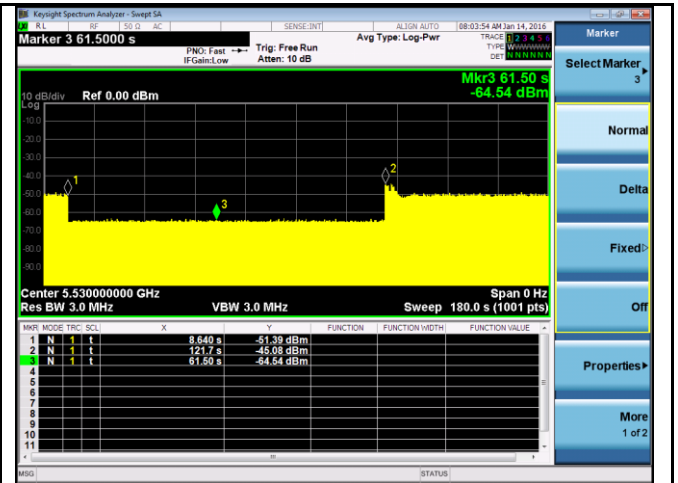 Keysight Spectrum Analyzer - Swept SA
RL RF 50 Ω AC SENSE:INT ALIGN AUTO 08:03:54 AM Jan 14, 2016
Marker 3 61.5000 s
PNO: Fast
IFGain:Low
Trig: Free Run
Atten: 10 dB
Avg Type: Log-Pwr
TRACE 1 2 3 4 5 6
TYPE WWWWWW
DET N N N N N N
Mkr3 61.50 s
-64.54 dBm
10 dB/div Ref 0.00 dBm
Log
-10.0
-20.0
-30.0
-40.0
-50.0
-60.0
-70.0
-80.0
-90.0
1
2
3
Center 5.530000000 GHz Span 0 Hz
Res BW 3.0 MHz VBW 3.0 MHz Sweep 180.0 s (1001 pts)
MKR MODE TRC SCL X Y FUNCTION FUNCTION WIDTH FUNCTION VALUE
1 N 1 t 8.640 s -51.39 dBm
2 N 1 t 121.7 s -45.08 dBm
3 N 1 t 61.50 s -64.54 dBm
4
5
6
7
8
9
10
11
MSG STATUS
Marker
Select Marker
3
Normal
Delta
Fixed
Off
Properties
More
1 of 2